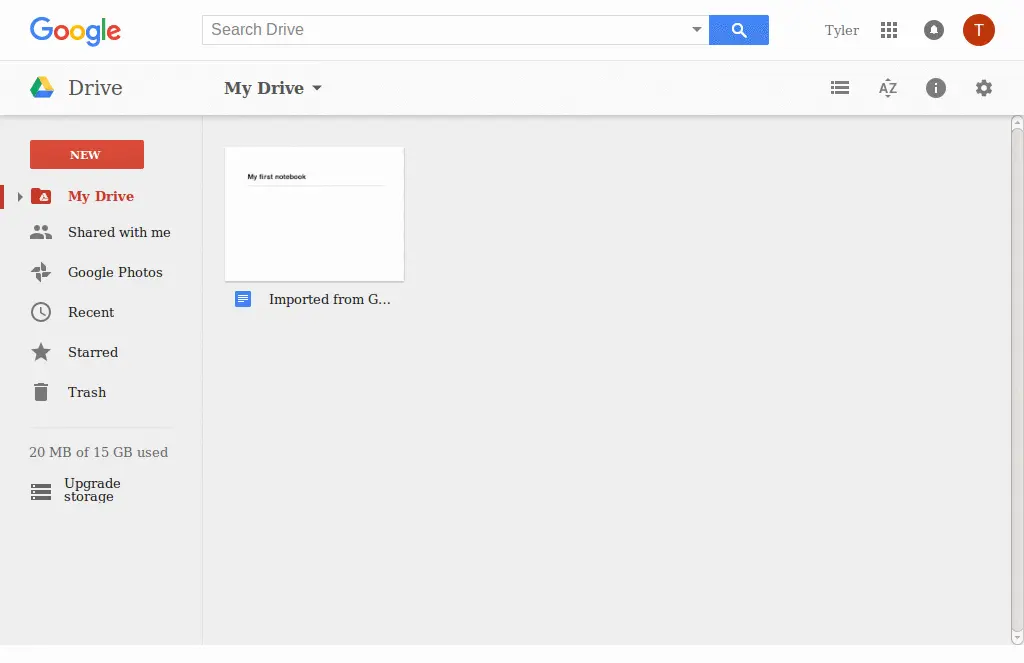 Google
Search Drive
Tyler
T
Drive
My Drive
AZ
NEW
My Drive
Shared with me
Google Photos
Recent
Starred
Trash
20 MB of 15 GB used
Upgrade
storage
My first notebook
Imported from G...